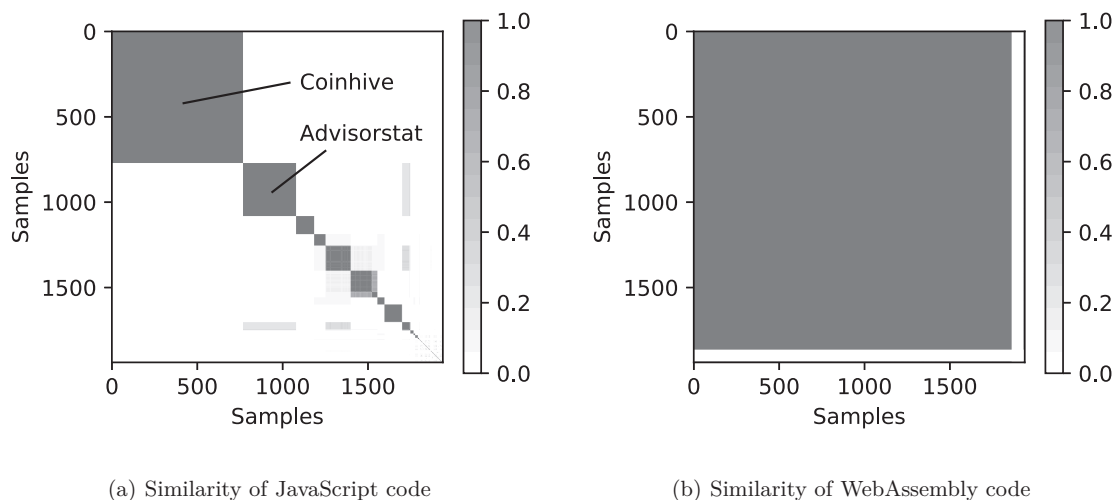 0
500
1000
1500
Samples
Coinhive
Advisorstat
0 500 1000 1500
Samples
1.0
0.8
0.6
0.4
0.2
0.0
(a) Similarity of JavaScript code
0
500
1000
1500
Samples
0 500 1000 1500
Samples
1.0
0.8
0.6
0.4
0.2
0.0
(b) Similarity of WebAssembly code